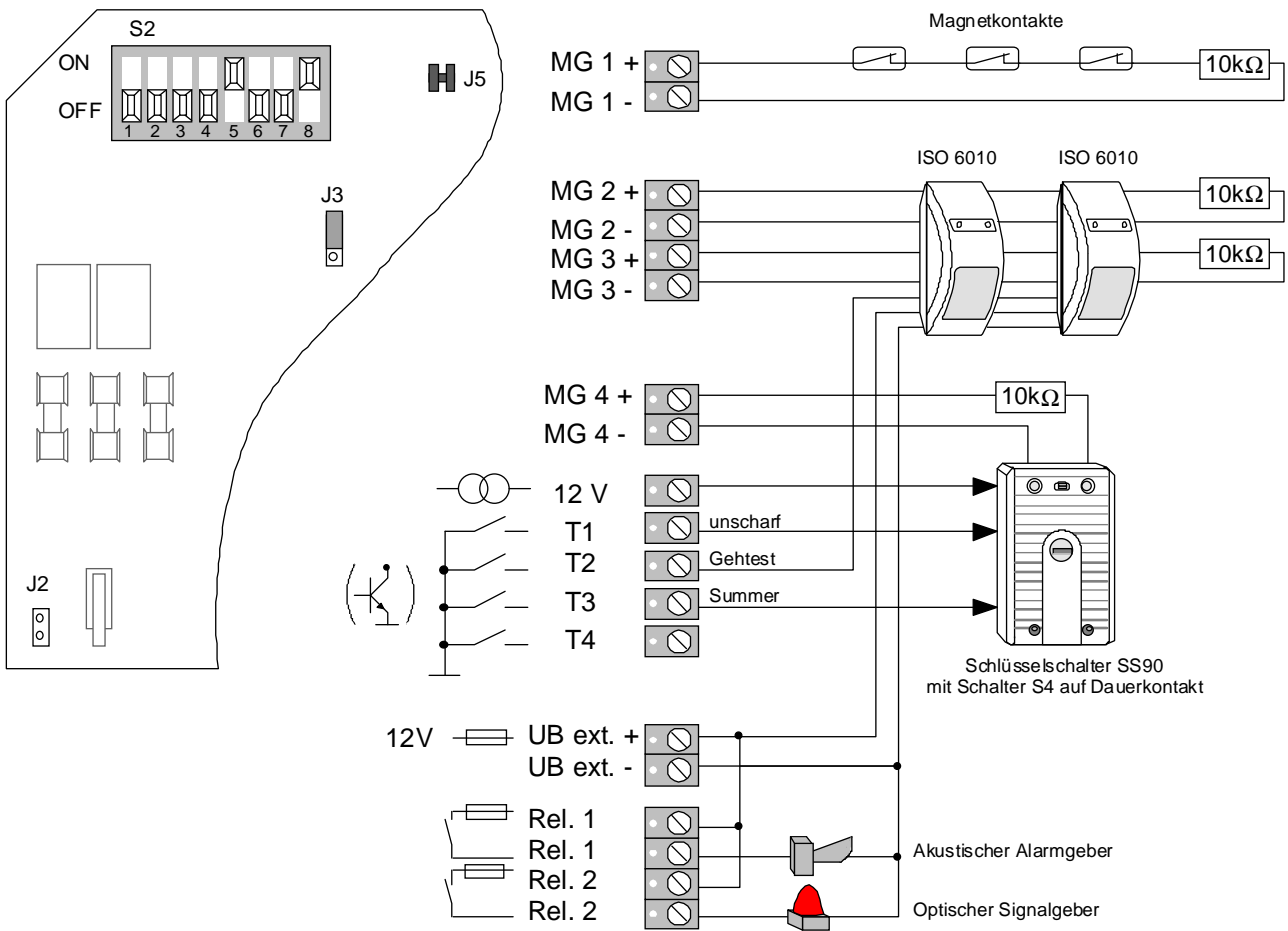 S2
ON
OFF
1 2 3 4 5 6 7 8
J5
J3
J2
Magnetkontakte
MG 1 +
10kΩ
MG 1 -
ISO 6010 ISO 6010
MG 2 +
10kΩ
MG 2 -
MG 3 +
10kΩ
MG 3 -
MG 4 +
10kΩ
MG 4 -
12 V
T1 unscharf
T2 Gehtest
T3 Summer
T4
Schlüsselschalter SS90
mit Schalter S4 auf Dauerkontakt
12V UB ext. +
UB ext. -
Rel. 1
Rel. 1 Akustischer Alarmgeber
Rel. 2
Rel. 2 Optischer Signalgeber